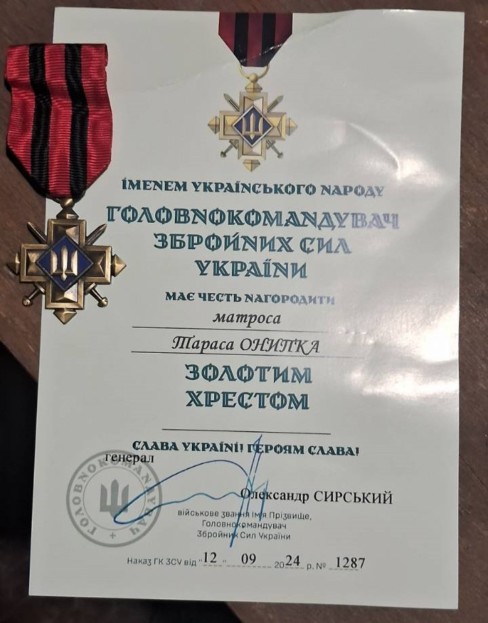 ІМЕНЕМ УКРАЇНСЬКОГО НАРОДУ
ГОЛОВНОКОМАНДУВАЧ
ЗБРОЙНИХ СИЛ
УКРАЇНИ
МАЄ ЧЕСТЬ НАГОРОДИТИ
матроса
Тараса ОНИПКА
ЗОЛОТИМ
ХРЕСТОМ
СЛАВА УКРАЇНІ! ГЕРОЯМ СЛАВА!
генерал
Олександр СИРСЬКИЙ
військове звання Імя Прізвище,
Головнокомандувач
Збройних Сил України
ГОЛОВНОКОМАНДУВАЧ
Наказ ГК ЗСУ від "12" 09 2024 р. № 1287